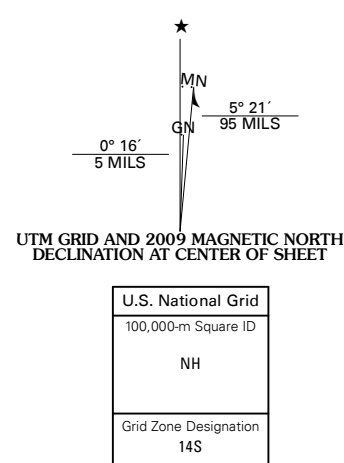 MN
5° 21´
95 MILS
GN
0° 16´
5 MILS
UTM GRID AND 2009 MAGNETIC NORTH
DECLINATION AT CENTER OF SHEET
U.S. National Grid
100,000-m Square ID
NH
Grid Zone Designation
14S